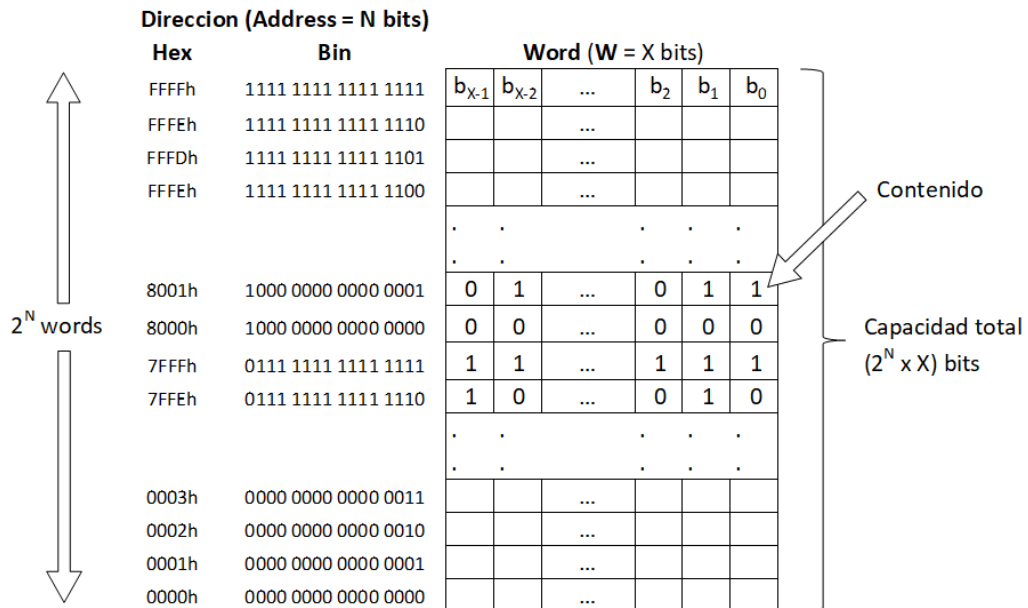 Direccion (Address = N bits)
Hex Bin Word (W = X bits)
FFFFh 1111 1111 1111 1111 bX-1 bX-2 ... b2 b1 b0
FFFEh 1111 1111 1111 1110 ...
FFFDh 1111 1111 1111 1101 ...
FFFEh 1111 1111 1111 1100 ...
Contenido
. . . . .
. . . . .
8001h 1000 0000 0000 0001 0 1 ... 0 1 1
8000h 1000 0000 0000 0000 0 0 ... 0 0 0
2^N words
Capacidad total
(2^N x X) bits
7FFFh 0111 1111 1111 1111 1 1 ... 1 1 1
7FFEh 0111 1111 1111 1110 1 0 ... 0 1 0
. . . . .
. . . . .
0003h 0000 0000 0000 0011 ...
0002h 0000 0000 0000 0010 ...
0001h 0000 0000 0000 0001 ...
0000h 0000 0000 0000 0000 ...